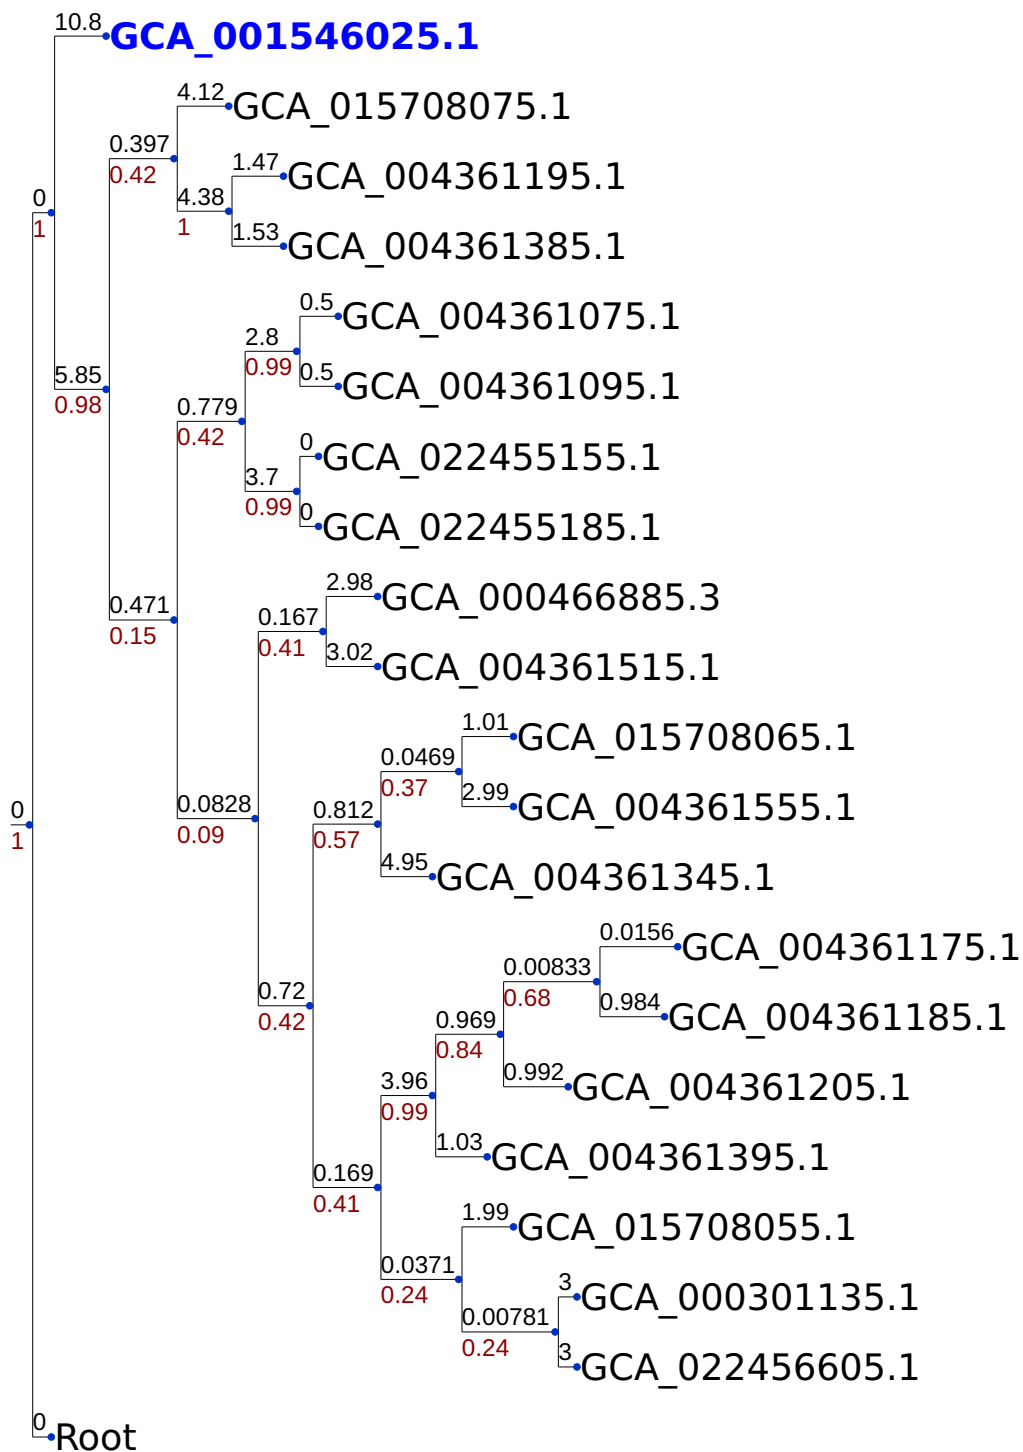 10.8
GCA_001546025.1
4.12
GCA_015708075.1
0.397
0.42
1.47
GCA_004361195.1
4.38
1
1.53
GCA_004361385.1
0
1
0.5
GCA_004361075.1
2.8
0.99
0.5
GCA_004361095.1
5.85
0.98
0.779
0.42
0
GCA_022455155.1
3.7
0.99
0
GCA_022455185.1
2.98
GCA_000466885.3
0.471
0.15
0.167
0.41
3.02
GCA_004361515.1
1.01
GCA_015708065.1
0.0469
0.37
2.99
GCA_004361555.1
0
1
0.0828
0.09
0.812
0.57
4.95
GCA_004361345.1
0.0156
GCA_004361175.1
0.00833
0.68
0.984
GCA_004361185.1
0.72
0.42
0.969
0.84
0.992
GCA_004361205.1
3.96
0.99
1.03
GCA_004361395.1
0.169
0.41
1.99
GCA_015708055.1
0.0371
0.24
3
GCA_000301135.1
0.00781
0.24
3
GCA_022456605.1
0
Root